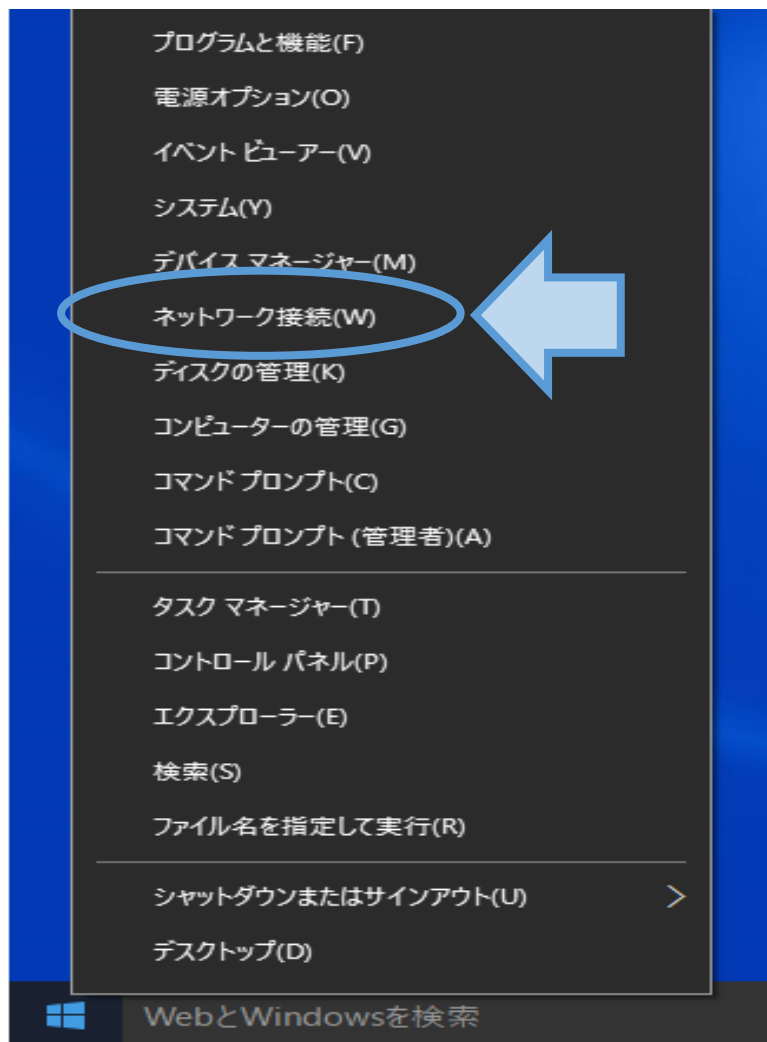 プログラムと機能(F)
電源オプション(O)
イベント ビューアー(V)
システム(Y)
デバイス マネージャー(M)
ネットワーク接続(W)
ディスクの管理(K)
コンピューターの管理(G)
コマンド プロンプト(C)
コマンド プロンプト (管理者)(A)
タスク マネージャー(T)
コントロール パネル(P)
エクスプローラー(E)
検索(S)
ファイル名を指定して実行(R)
シャットダウンまたはサインアウト(U)
デスクトップ(D)
WebとWindowsを検索